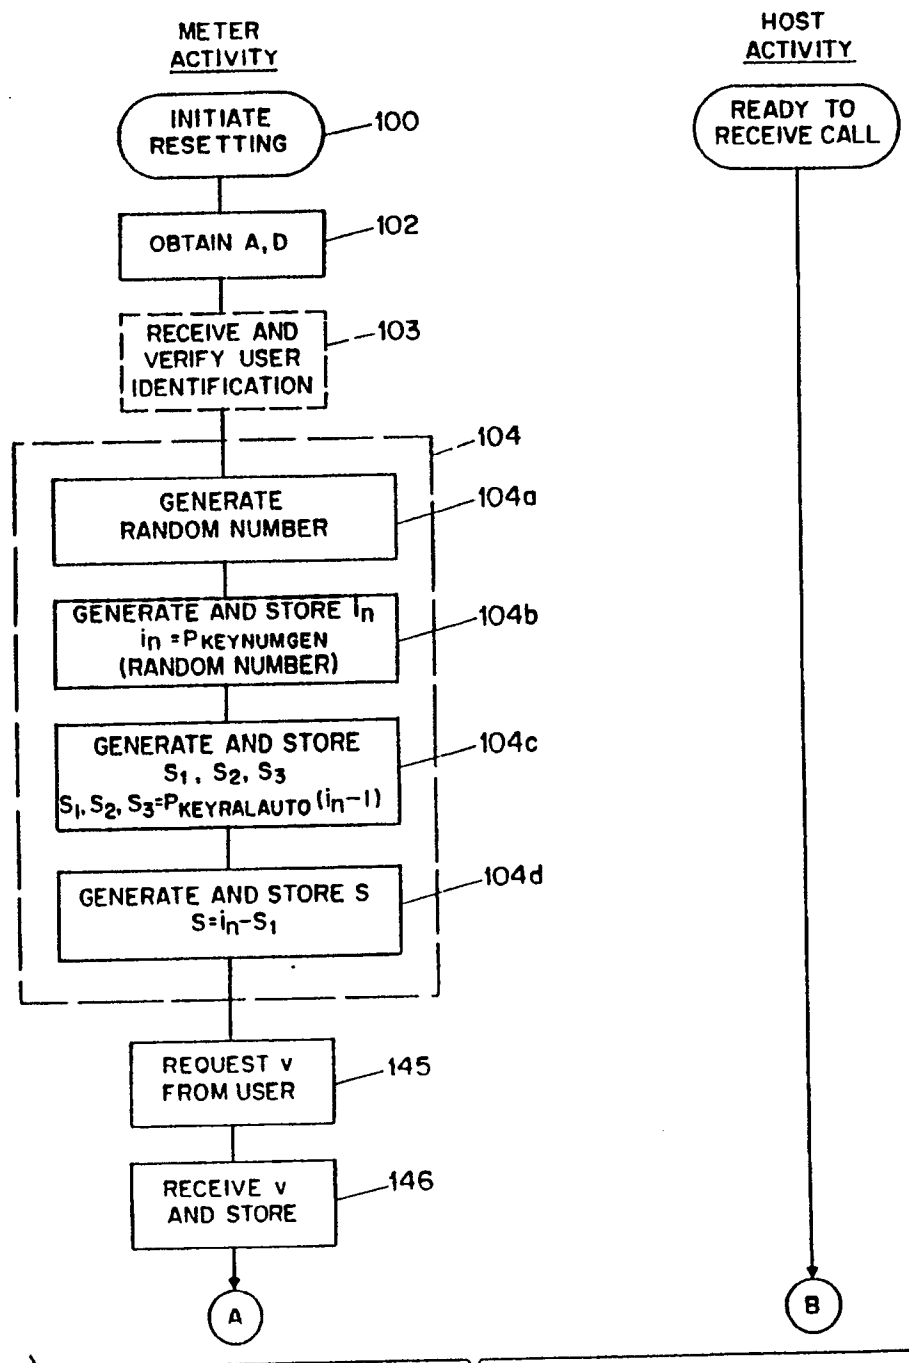 METER
ACTIVITY
HOST
ACTIVITY
INITIATE
RESETTING
100
READY TO
RECEIVE CALL
OBTAIN A, D
102
RECEIVE AND
VERIFY USER
IDENTIFICATION
103
104
GENERATE
RANDOM NUMBER
104a
GENERATE AND STORE in
in = PKEYNUMGEN
(RANDOM NUMBER)
104b
GENERATE AND STORE
S1, S2, S3
S1, S2, S3=PKEYRALAUTO(in-1)
104c
GENERATE AND STORE S
S=in-S1
104d
REQUEST v
FROM USER
145
RECEIVE v
AND STORE
146
A
B